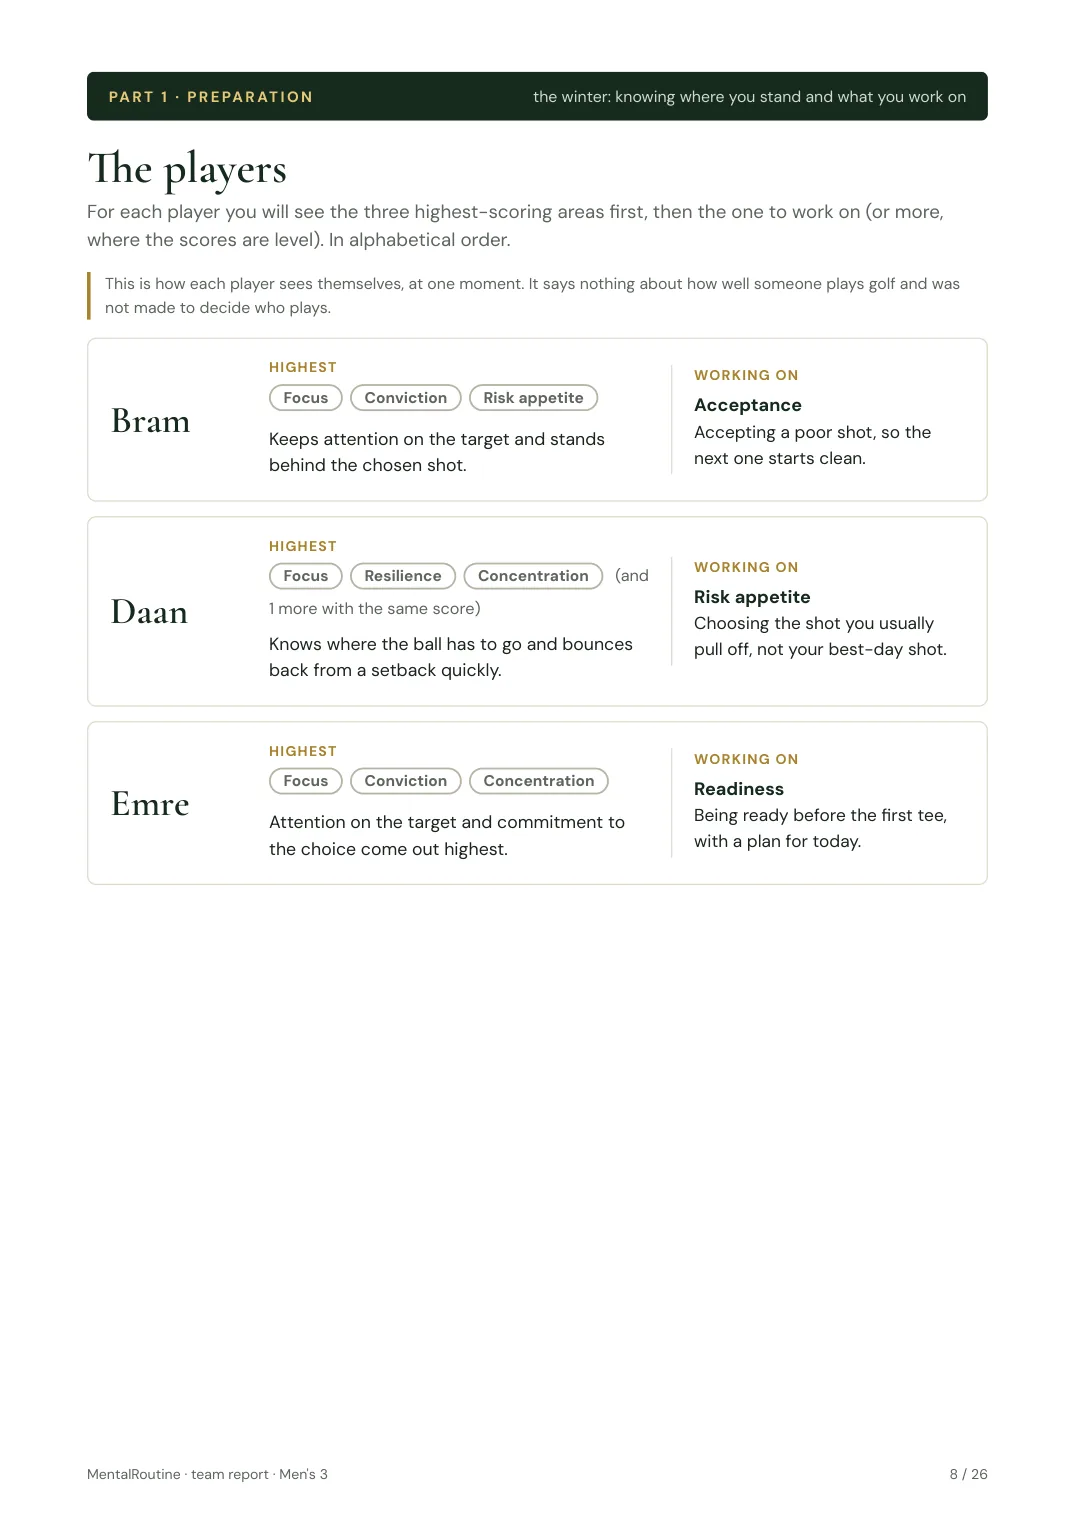 PART 1 · PREPARATION
the winter: knowing where you stand and what you work on
The players
For each player you will see the three highest-scoring areas first, then the one to work on (or more,
where the scores are level). In alphabetical order.
This is how each player sees themselves, at one moment. It says nothing about how well someone plays golf and was
not made to decide who plays.
Bram
HIGHEST
Focus Conviction Risk appetite
Keeps attention on the target and stands
behind the chosen shot.
WORKING ON
Acceptance
Accepting a poor shot, so the
next one starts clean.
Daan
HIGHEST
Focus Resilience Concentration (and
1 more with the same score)
Knows where the ball has to go and bounces
back from a setback quickly.
WORKING ON
Risk appetite
Choosing the shot you usually
pull off, not your best-day shot.
Emre
HIGHEST
Focus Conviction Concentration
Attention on the target and commitment to
the choice come out highest.
WORKING ON
Readiness
Being ready before the first tee,
with a plan for today.
MentalRoutine · team report · Men's 3
8 / 26